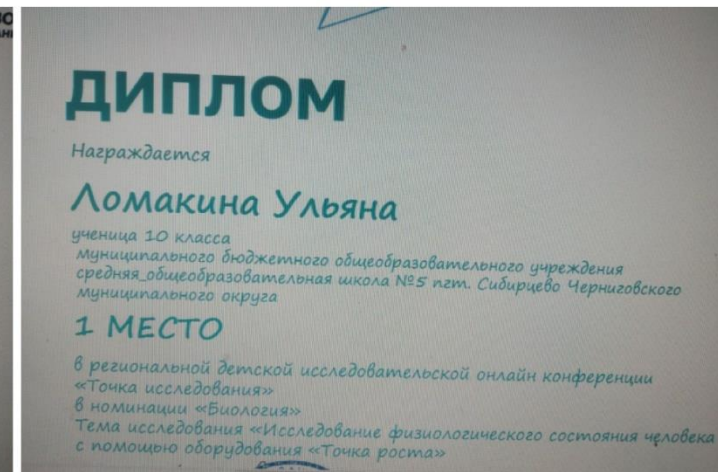 ДИПЛОМ
Награждается
Ломакина Ульяна
ученица 10 класса
муниципального бюджетного общеобразовательного учреждения
средняя_общеобразовательная школа №5 пгт. Сибирцево Черниговского
муниципального округа
1 МЕСТО
в региональной детской исследовательской онлайн конференции
«Точка исследования»
в номинации «Биология»
Тема исследования «Исследование физиологического состояния человека
с помощью оборудования «Точка роста»